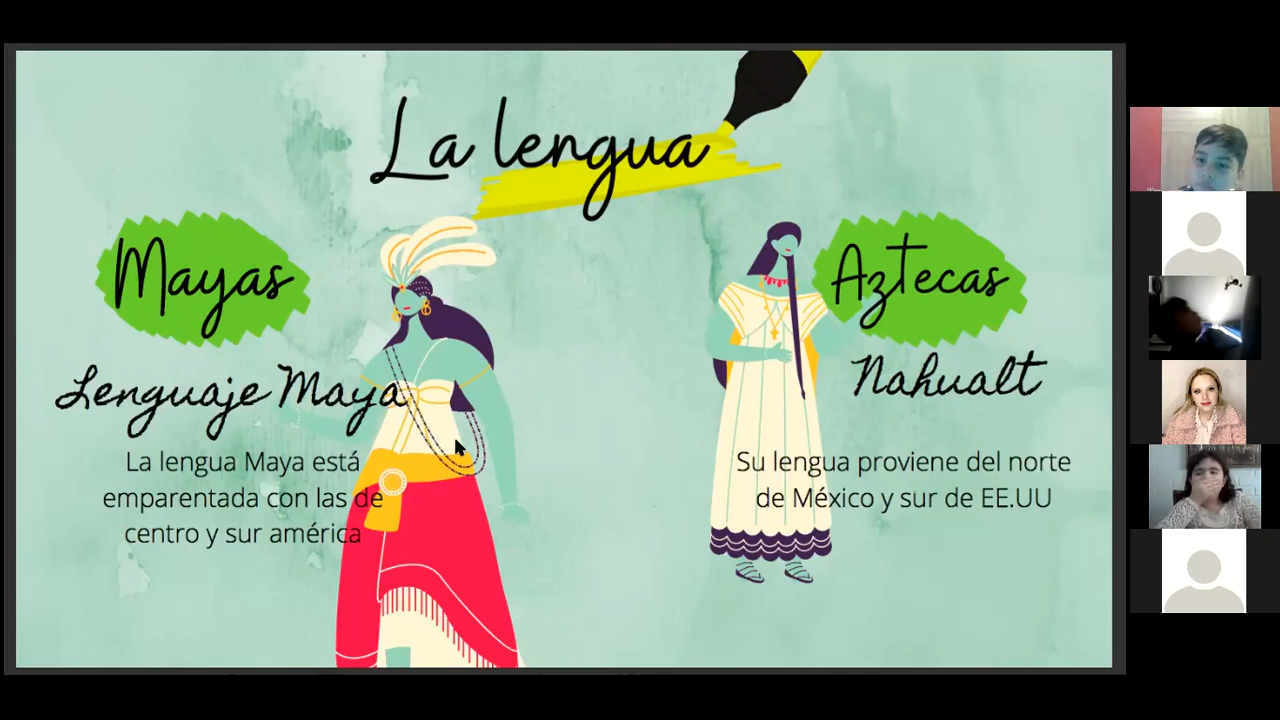 La lengua
Mayas
Lenguaje Maya
La lengua Maya está
emparentada con las de
centro y sur américa
Aztecas
Nahualt
Su lengua proviene del norte
de México y sur de EE.UU